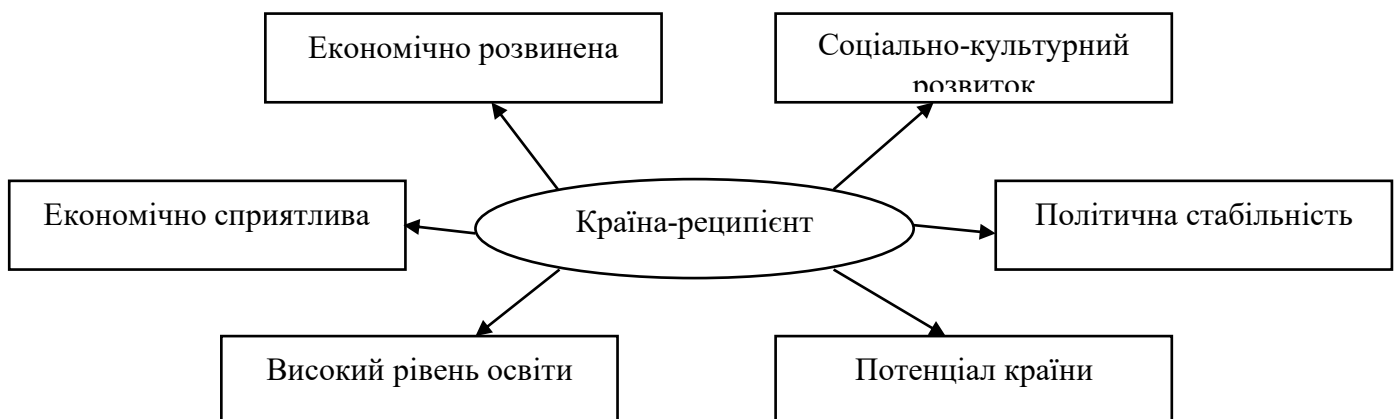 Економічно розвинена
Соціально-культурний
розвиток
Економічно сприятлива
Країна-реципієнт
Політична стабільність
Високий рівень освіти
Потенціал країни